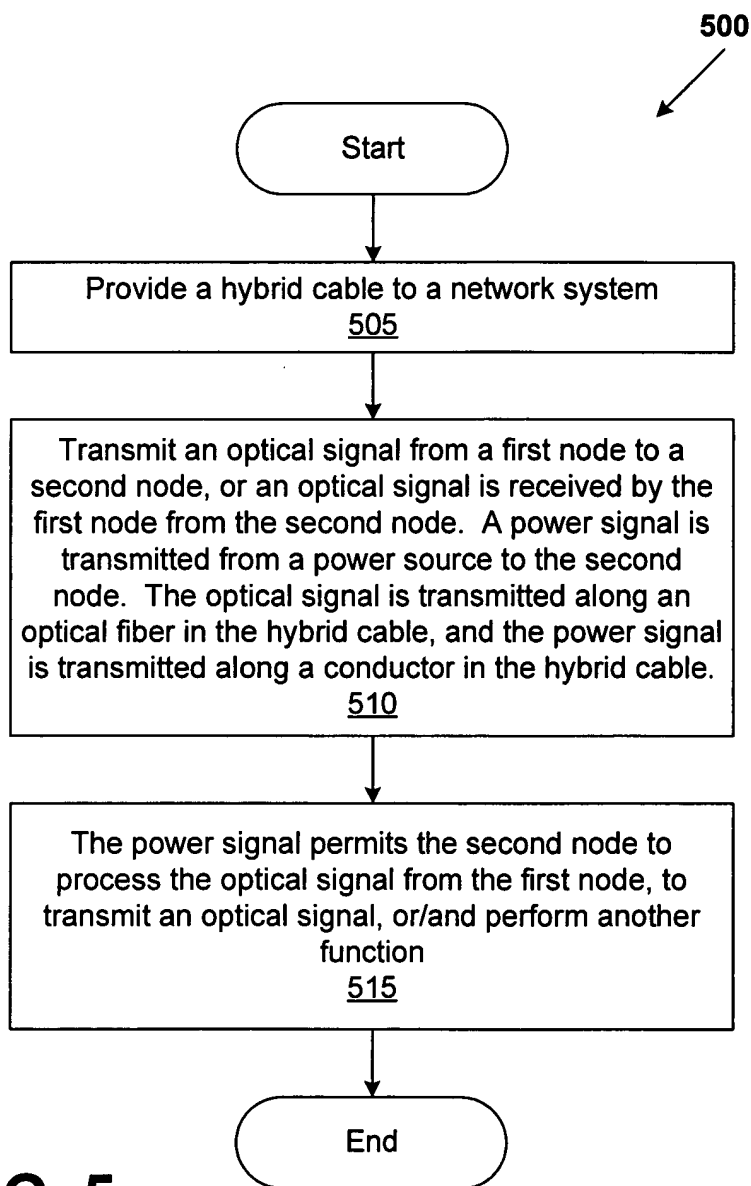 500
Start
Provide a hybrid cable to a network system
505
Transmit an optical signal from a first node to a
second node, or an optical signal is received by the
first node from the second node.  A power signal is
transmitted from a power source to the second
node.  The optical signal is transmitted along an
optical fiber in the hybrid cable, and the power signal
is transmitted along a conductor in the hybrid cable.
510
The power signal permits the second node to
process the optical signal from the first node, to
transmit an optical signal, or/and perform another
function
515
End